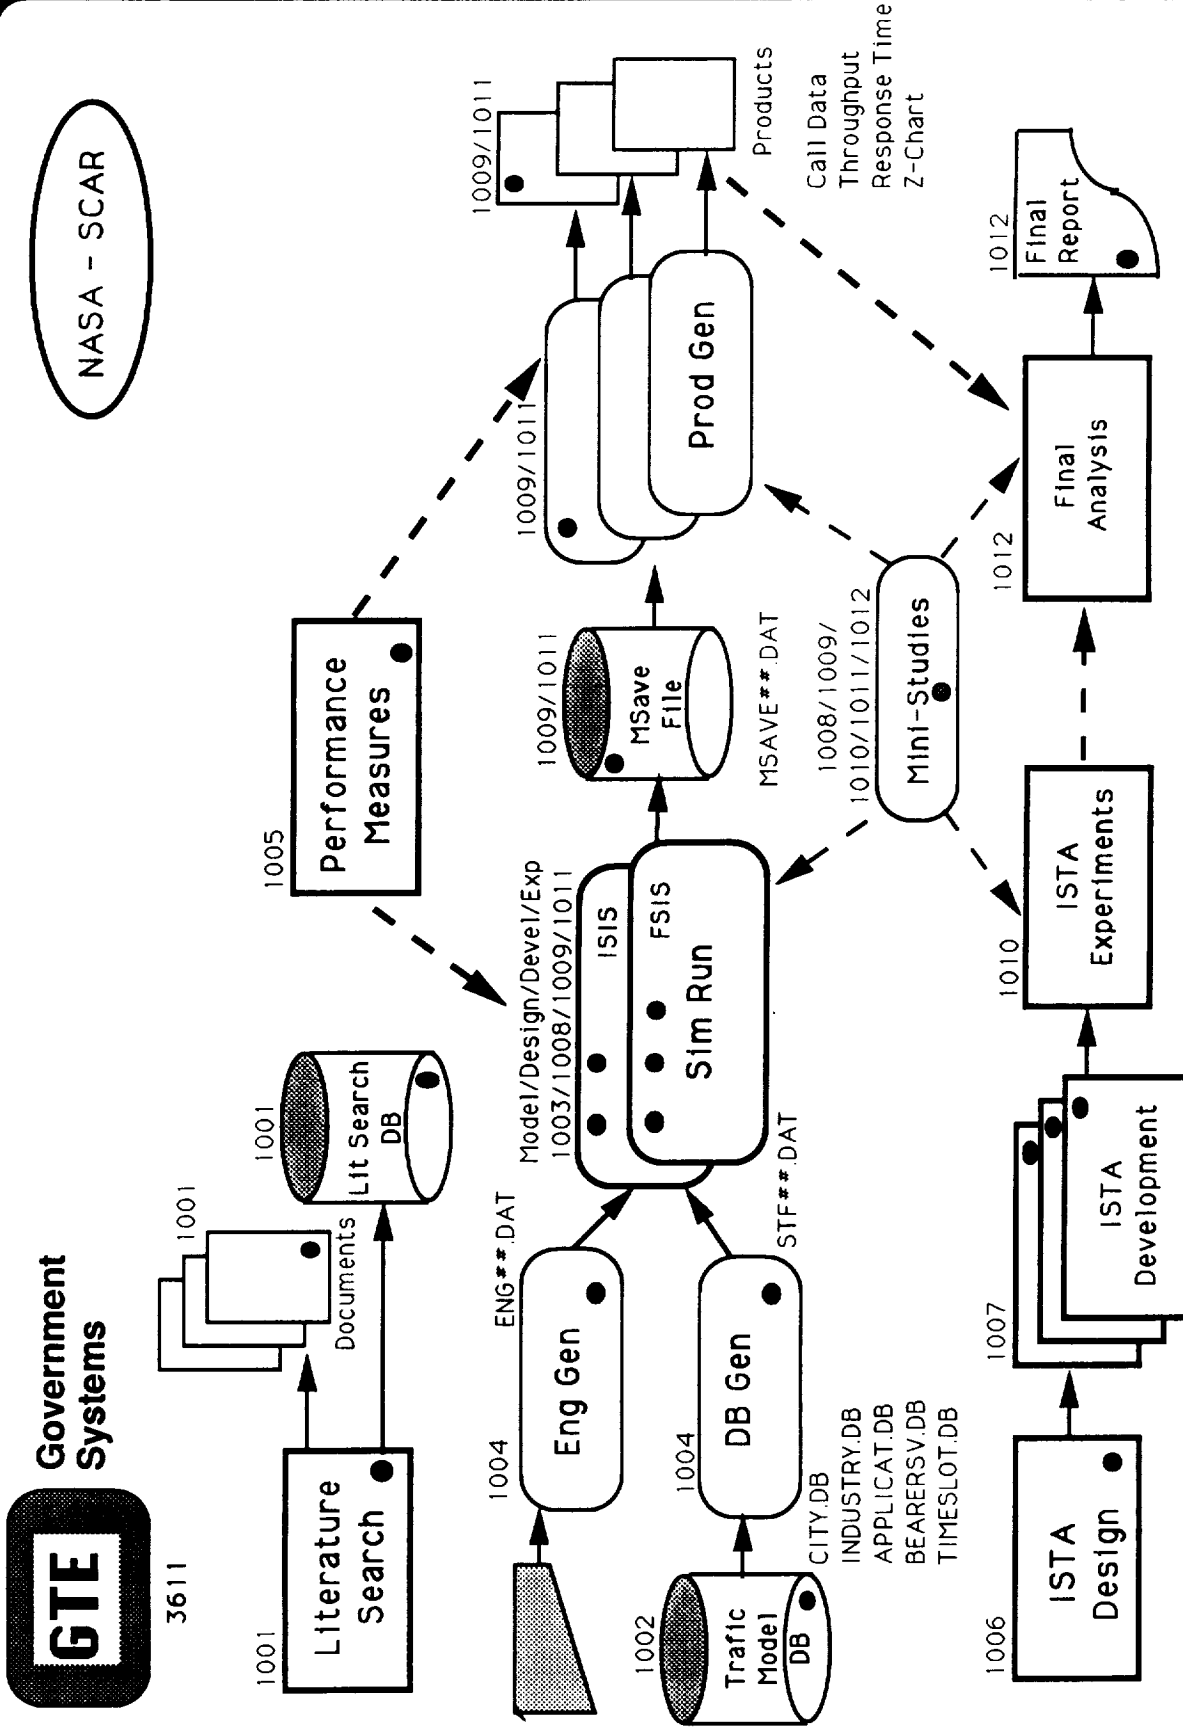 GTE
Government
Systems
NASA - SCAR
3611
1001
Literature
Search
1001
Documents
1001
Lit Search
DB
1005
Performance
Measures
1004
Eng Gen
ENG##.DAT
1002
Trafic
Model
DB
CITY.DB
INDUSTRY.DB
APPLICAT.DB
BEARERSV.DB
TIMESLOT.DB
1004
DB Gen
STF##.DAT
Model/Design/Devel/Exp
1003/1008/1009/1011
ISIS
FSIS
Sim Run
1009/1011
MSave
File
MSAVE##.DAT
1009/1011
Prod Gen
1009/1011
Products
Call Data
Throughput
Response Time
Z-Chart
1008/1009/
1010/1011/1012
Mini-Studies
1006
ISTA
Design
1007
ISTA
Development
1010
ISTA
Experiments
1012
Final
Analysis
1012
Final
Report